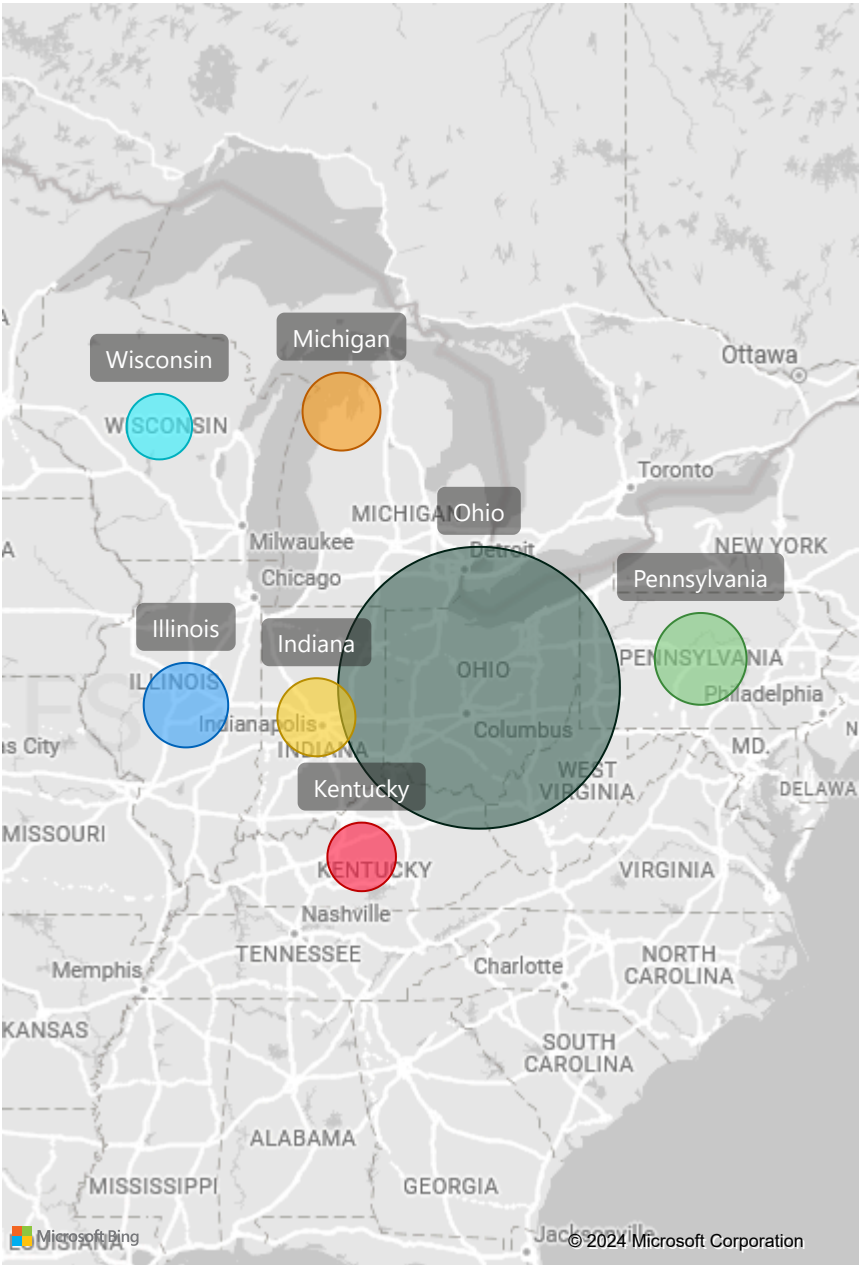 Michigan
Wisconsin
Ottawa
WISCONSIN
Toronto
Ohio
MICHIGAN
Milwaukee
Detroit
NEW YORK
Chicago
Pennsylvania
Illinois
Indiana
PENNSYLVANIA
OHIO
ILLINOIS
Philadelphia
Indianapolis
Columbus
as City
INDIANA
MD.
WEST
VIRGINIA
Kentucky
DELAWA
MISSOURI
KENTUCKY
VIRGINIA
Nashville
TENNESSEE
NORTH
CAROLINA
Charlotte
Memphis
KANSAS
SOUTH
CAROLINA
ALABAMA
MISSISSIPPI
GEORGIA
Jacksonville
Microsoft Bing
LOUISIANA
© 2024 Microsoft Corporation